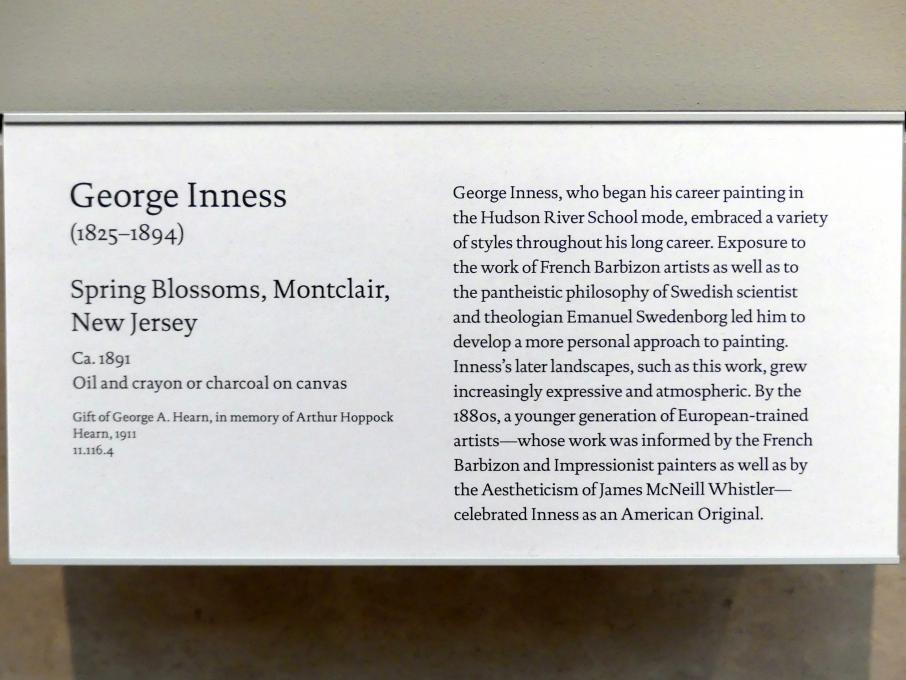 George Inness
(1825–1894)
Spring Blossoms, Montclair,
New Jersey
Ca. 1891
Oil and crayon or charcoal on canvas
Gift of George A. Hearn, in memory of Arthur Hoppock
Hearn, 1911
11.116.4
George Inness, who began his career painting in
the Hudson River School mode, embraced a variety
of styles throughout his long career. Exposure to
the work of French Barbizon artists as well as to
the pantheistic philosophy of Swedish scientist
and theologian Emanuel Swedenborg led him to
develop a more personal approach to painting.
Inness's later landscapes, such as this work, grew
increasingly expressive and atmospheric. By the
1880s, a younger generation of European-trained
artists—whose work was informed by the French
Barbizon and Impressionist painters as well as by
the Aestheticism of James McNeill Whistler—
celebrated Inness as an American Original.